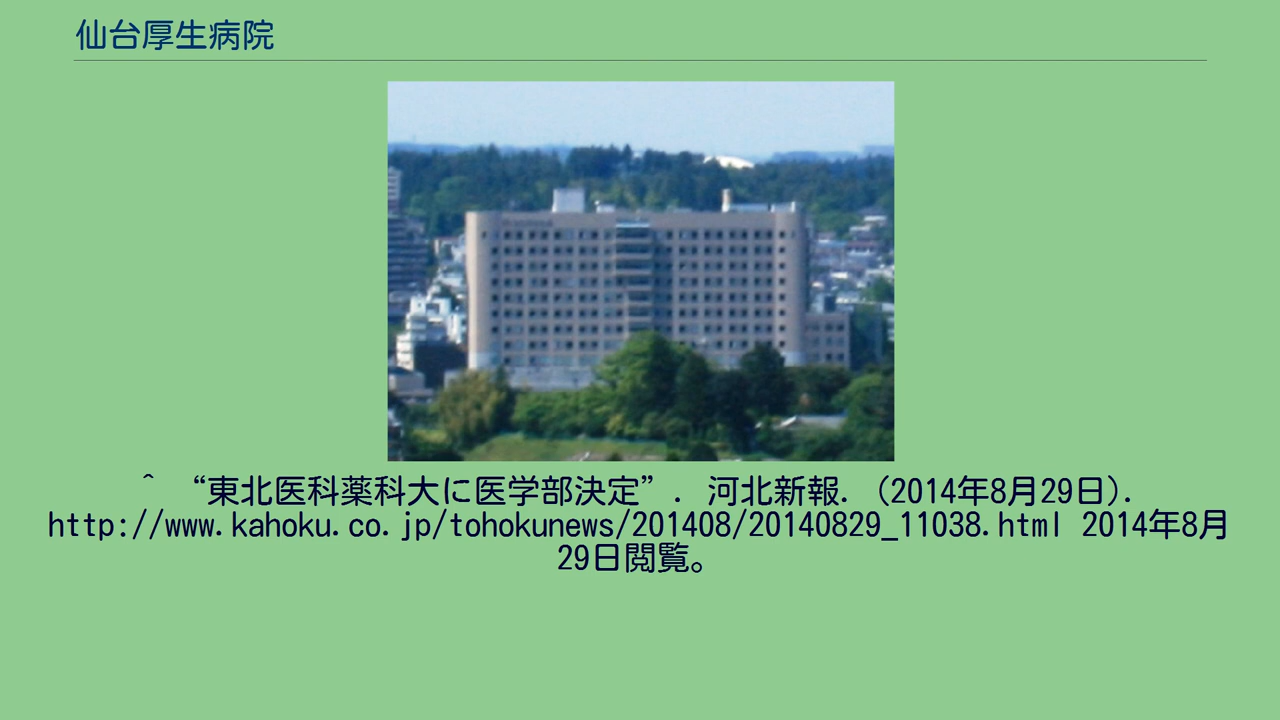 仙台厚生病院
^ “東北医科薬科大に医学部決定”. 河北新報. (2014年8月29日).
http://www.kahoku.co.jp/tohokunews/201408/20140829_11038.html 2014年8月
29日閲覧。